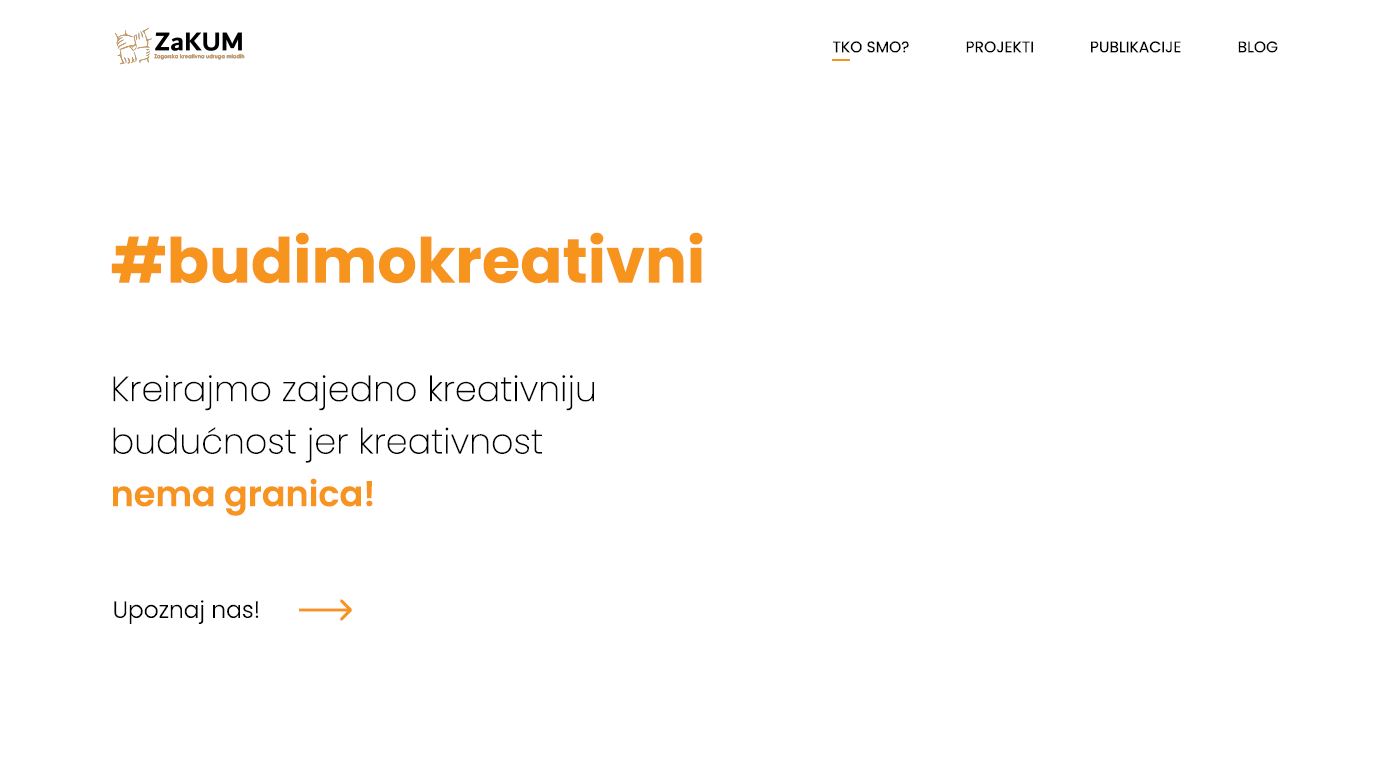 ZaKUM
Zagorska kreativna udruga mladih
TKO SMO?
PROJEKTI
PUBLIKACIJE
BLOG
#budimokreativni
Kreirajmo zajedno kreativniju
budućnost jer kreativnost
nema granica!
Upoznaj nas!